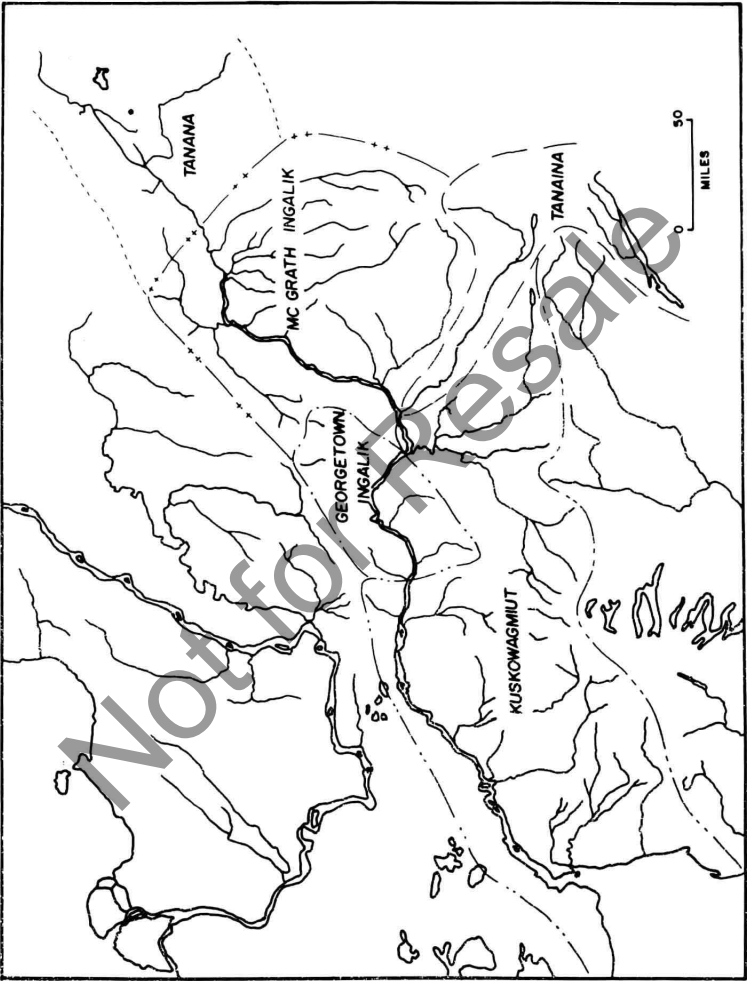 TANANA
MC GRATH INGALIK
TANAINA
GEORGETOWN
INGALIK
KUSKOWAGMIUT
0 50
MILES
Not for Resale